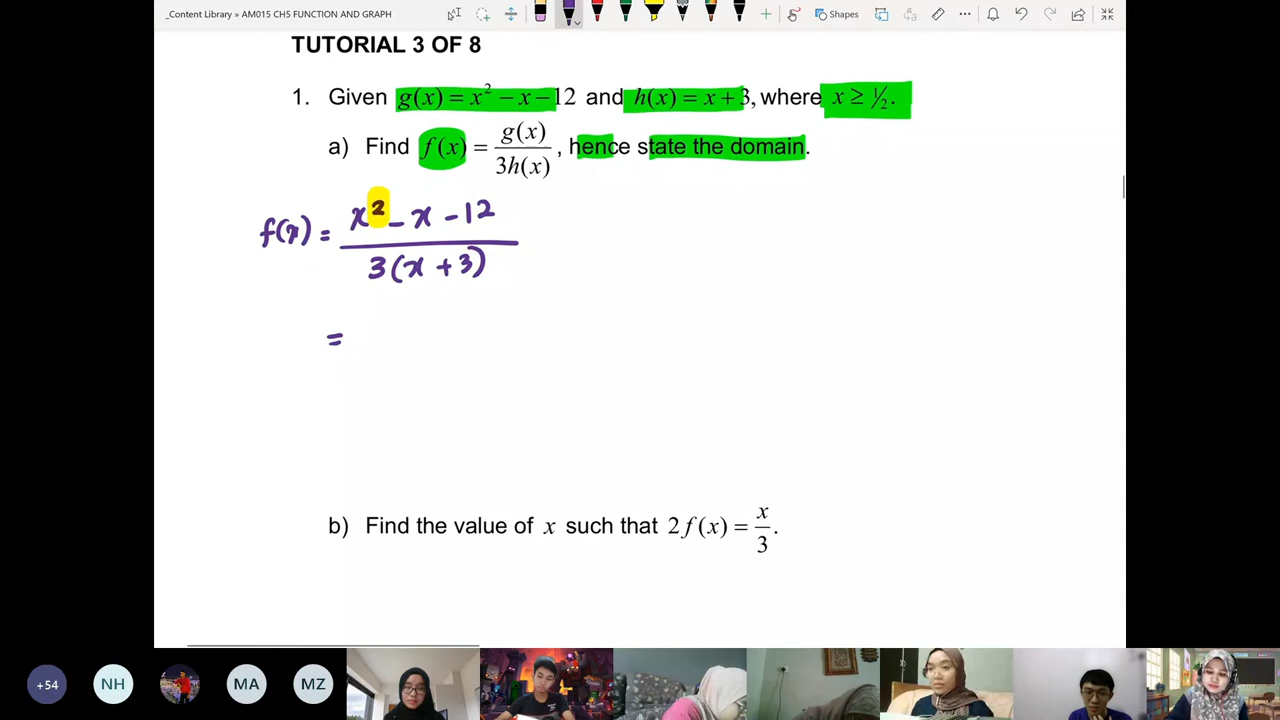 _Content Library » AM015 CH5 FUNCTION AND GRAPH
Shapes
TUTORIAL 3 OF 8
1. Given g(x) = x² − x − 12 and h(x) = x + 3, where x ≥ ½.
a) Find f(x) = g(x) / 3h(x), hence state the domain.
f(x) = x² − x − 12 / 3(x + 3)
=
b) Find the value of x such that 2f(x) = x/3.
+54 NH MA MZ